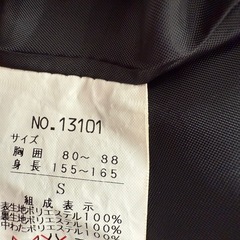 NO.13101
サイズ
胸囲 80～ 88
身長 155～165
S
組成表示
表生地ポリエステル100%
裏生地ポリエステル100%
中わたポリエステル100%